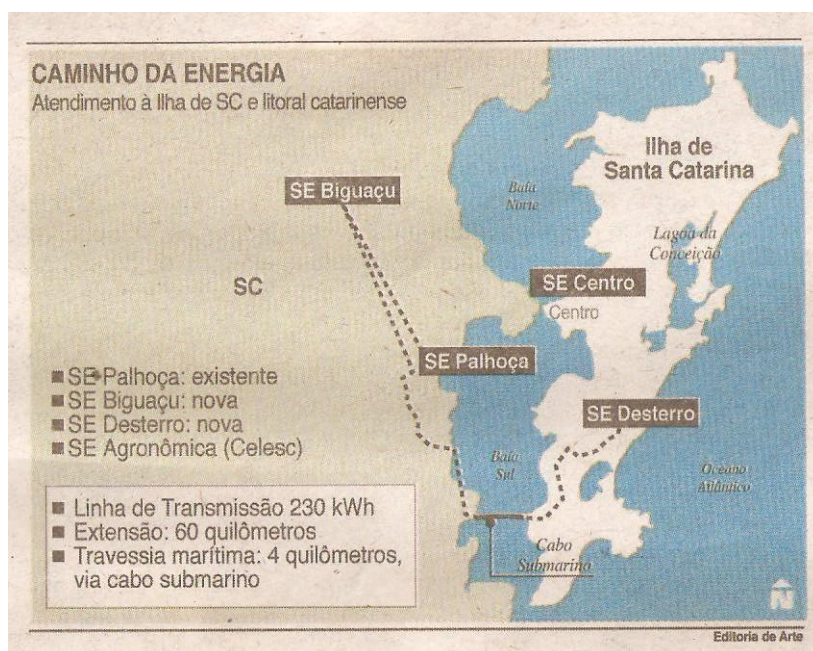 CAMINHO DA ENERGIA
Atendimento à Ilha de SC e litoral catarinense
Ilha de
Santa Catarina
SE Biguaçu
Baía
Norte
Lagoa da
Conceição
SC
SE Centro
Centro
SE Palhoça
■ SE Palhoça: existente
■ SE Biguaçu: nova
■ SE Desterro: nova
■ SE Agronômica (Celesc)
SE Desterro
Baía
Sul
Oceano
Atlântico
■ Linha de Transmissão 230 kWh
■ Extensão: 60 quilômetros
■ Travessia marítima: 4 quilômetros,
via cabo submarino
Cabo
Submarino
N
Editoria de Arte